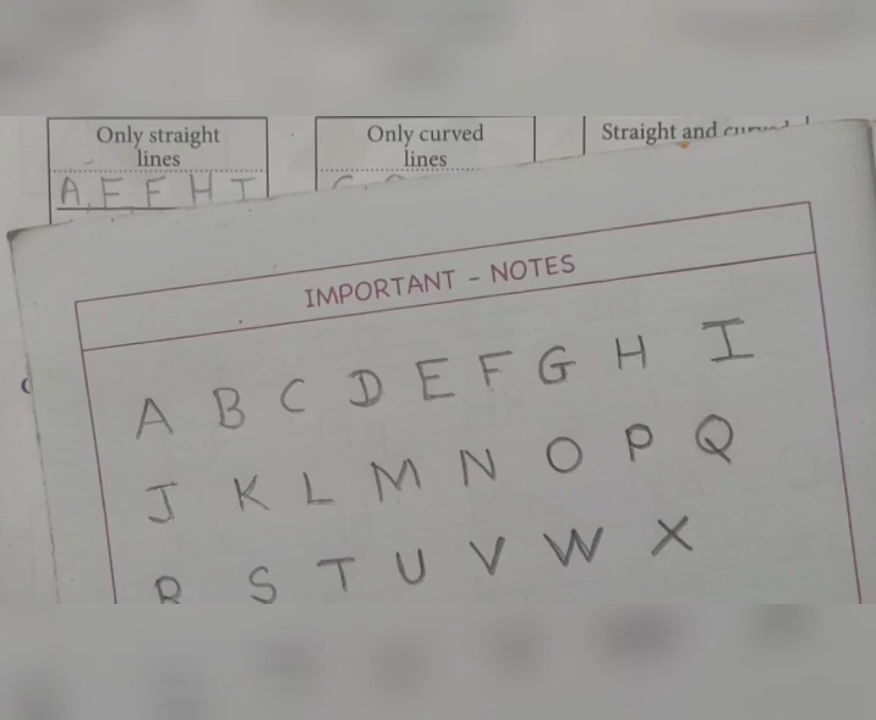 Only straight
lines
Only curved
lines
Straight and
A, E, F H I
IMPORTANT - NOTES
A B C D E F G H I
J K L M N O P Q
R S T U V W X